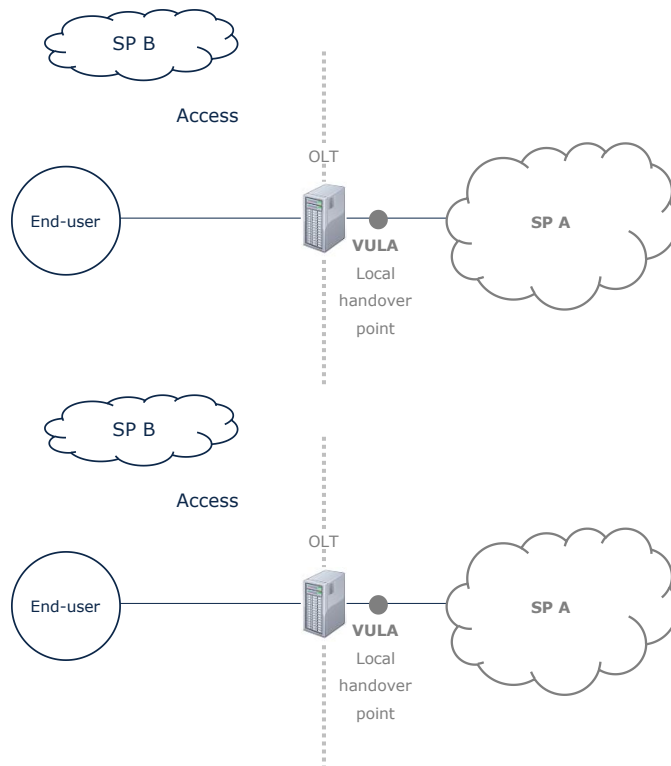 SP B
Access
OLT
End-user
SP A
VULA
Local
handover
point
SP B
Access
OLT
End-user
SP A
VULA
Local
handover
point